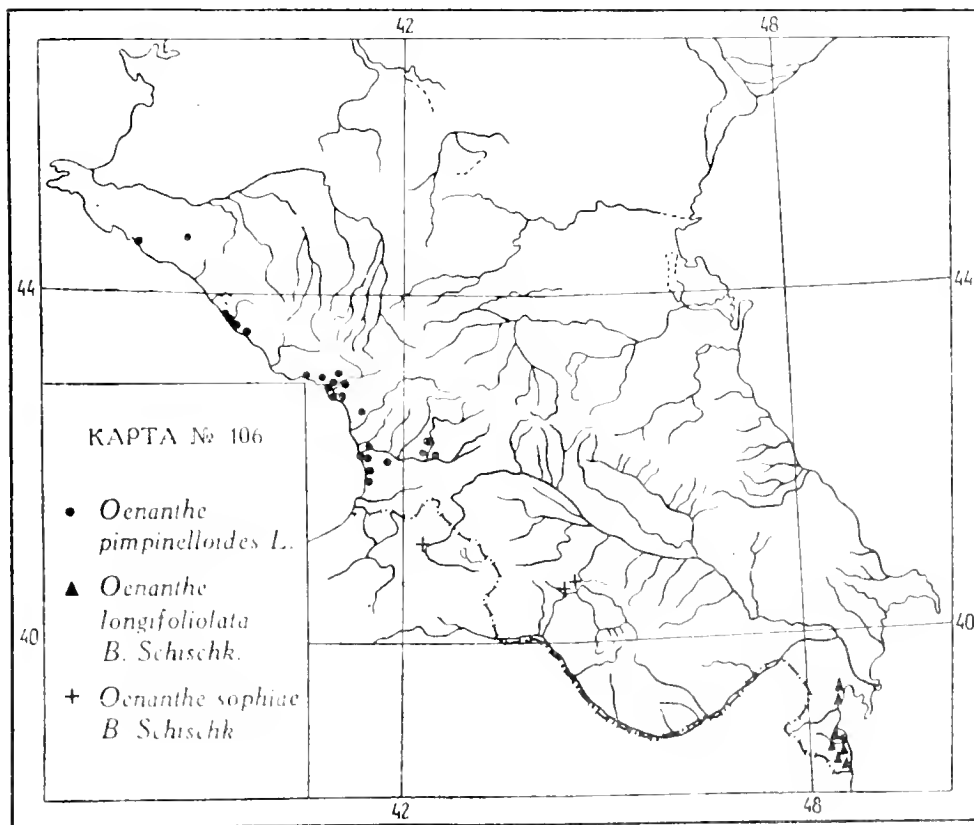 42
48
44
44
КАРТА № 106
Oenanthe
pimpinelloides L.
Oenanthe
longifoliolata
B. Schischk.
Oenanthe sophiae
B Schischk
40
40
42
48